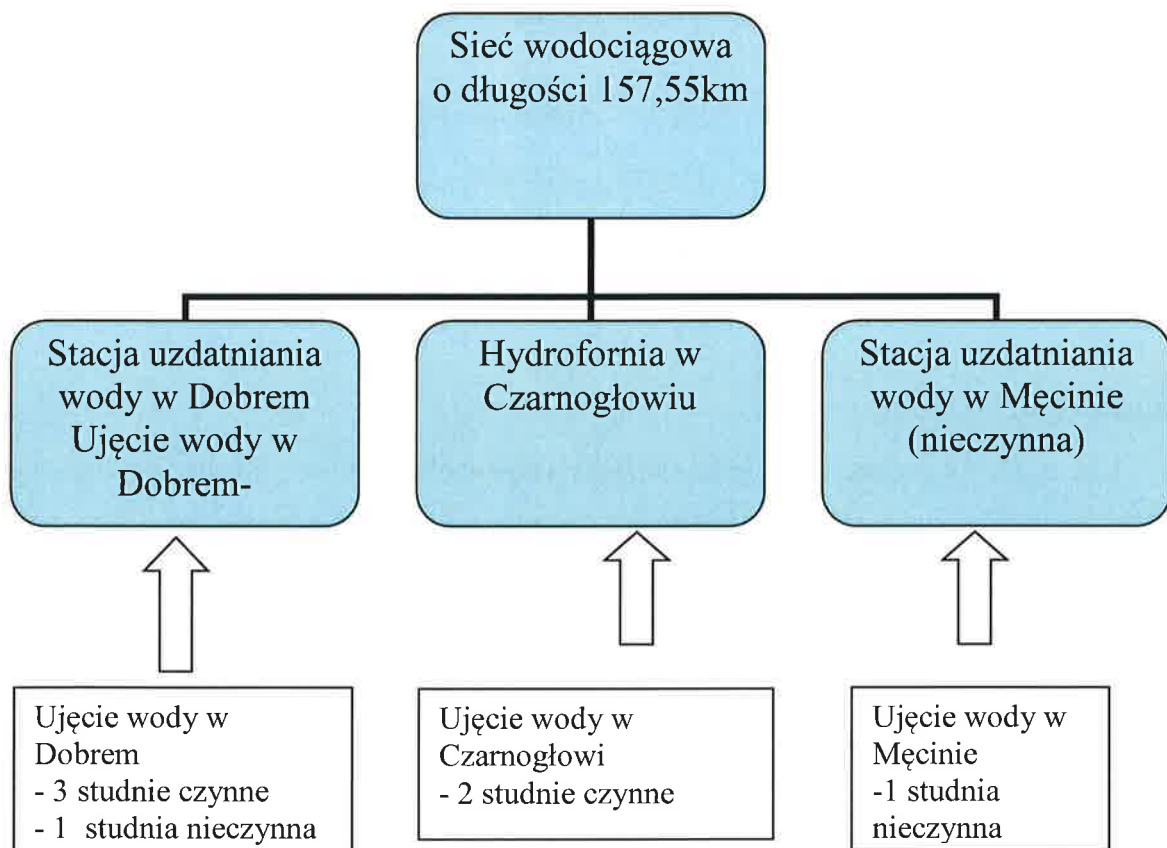 Sieć wodociągowa
o długości 157,55km
Stacja uzdatniania
wody w Dobrem
Ujęcie wody w
Dobrem-
Hydrofornia w
Czarnogłowiu
Stacja uzdatniania
wody w Męcinie
(nieczynna)
Ujęcie wody w
Dobrem
- 3 studnie czynne
- 1 studnia nieczynna
Ujęcie wody w
Czarnogłowi
- 2 studnie czynne
Ujęcie wody w
Męcinie
-1 studnia
nieczynna